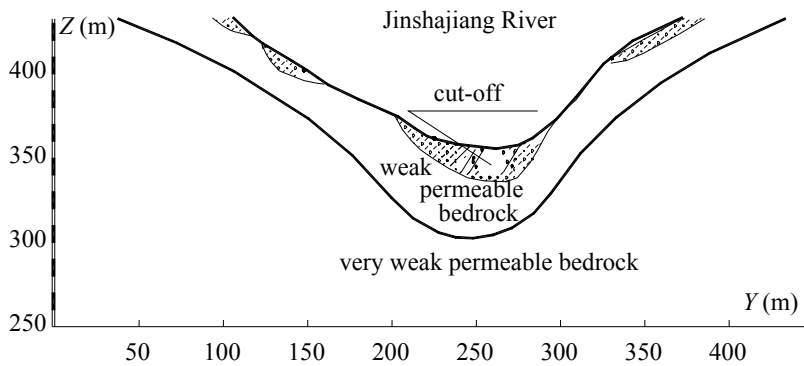 Z (m)
Jinshajiang River
400
cut-off
350
weak
permeable
bedrock
300
very weak permeable bedrock
Y (m)
250
50 100 150 200 250 300 350 400